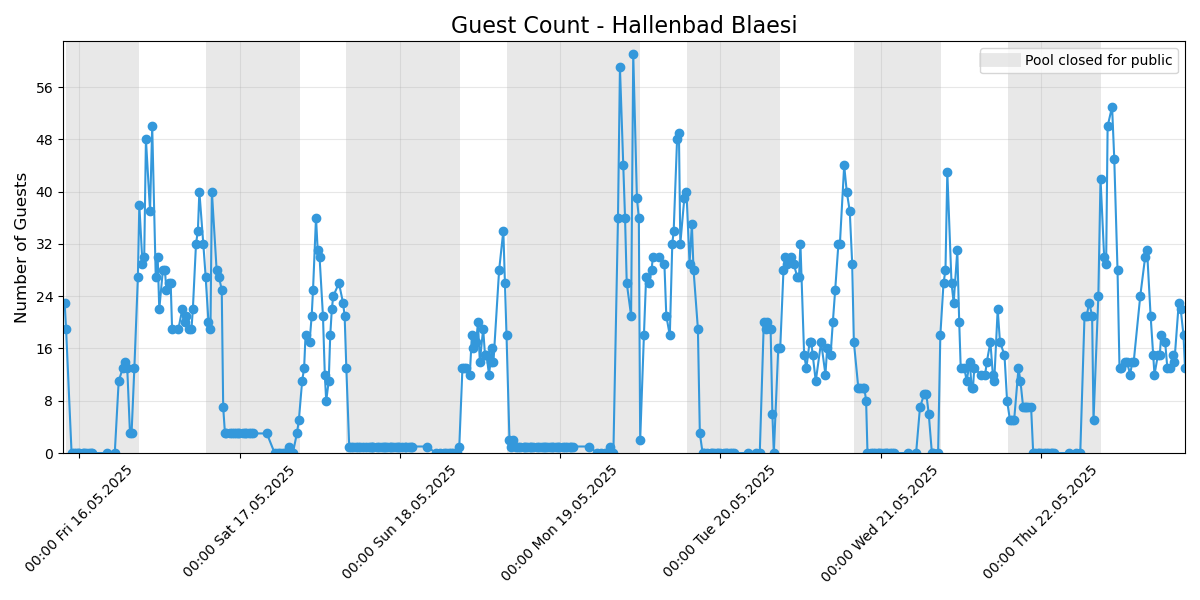 Guest Count - Hallenbad Blaesi
Pool closed for public
Number of Guests
56
48
40
32
24
16
8
0
00:00 Fri 16.05.2025
00:00 Sat 17.05.2025
00:00 Sun 18.05.2025
00:00 Mon 19.05.2025
00:00 Tue 20.05.2025
00:00 Wed 21.05.2025
00:00 Thu 22.05.2025